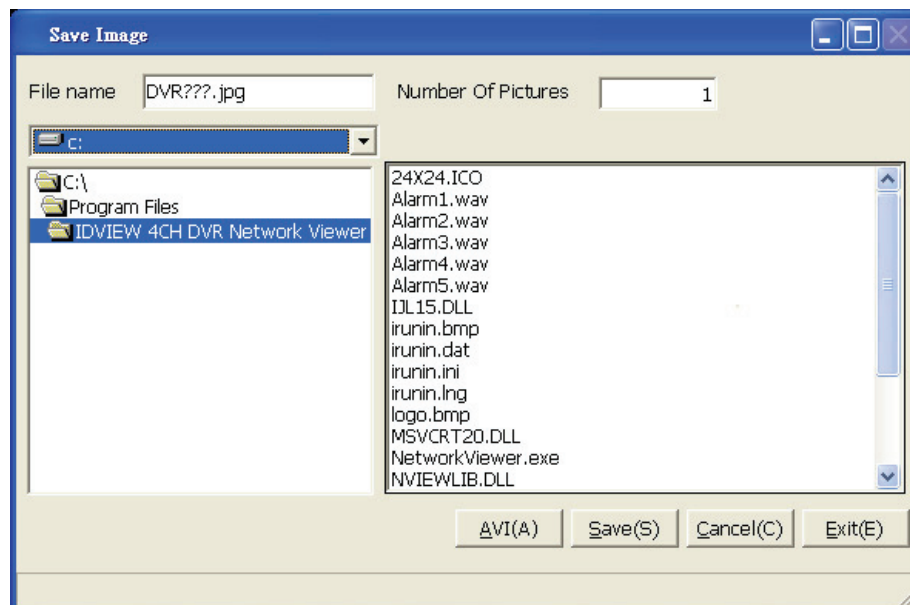 Save Image
File name DVR???.jpg Number Of Pictures 1
c:
C:\
Program Files
IDVIEW 4CH DVR Network Viewer
24X24.ICO
Alarm1.wav
Alarm2.wav
Alarm3.wav
Alarm4.wav
Alarm5.wav
IJL15.DLL
irunin.bmp
irunin.dat
irunin.ini
irunin.lng
logo.bmp
MSVCRT20.DLL
NetworkViewer.exe
NVIEWLIB.DLL
AVI(A) Save(S) Cancel(C) Exit(E)